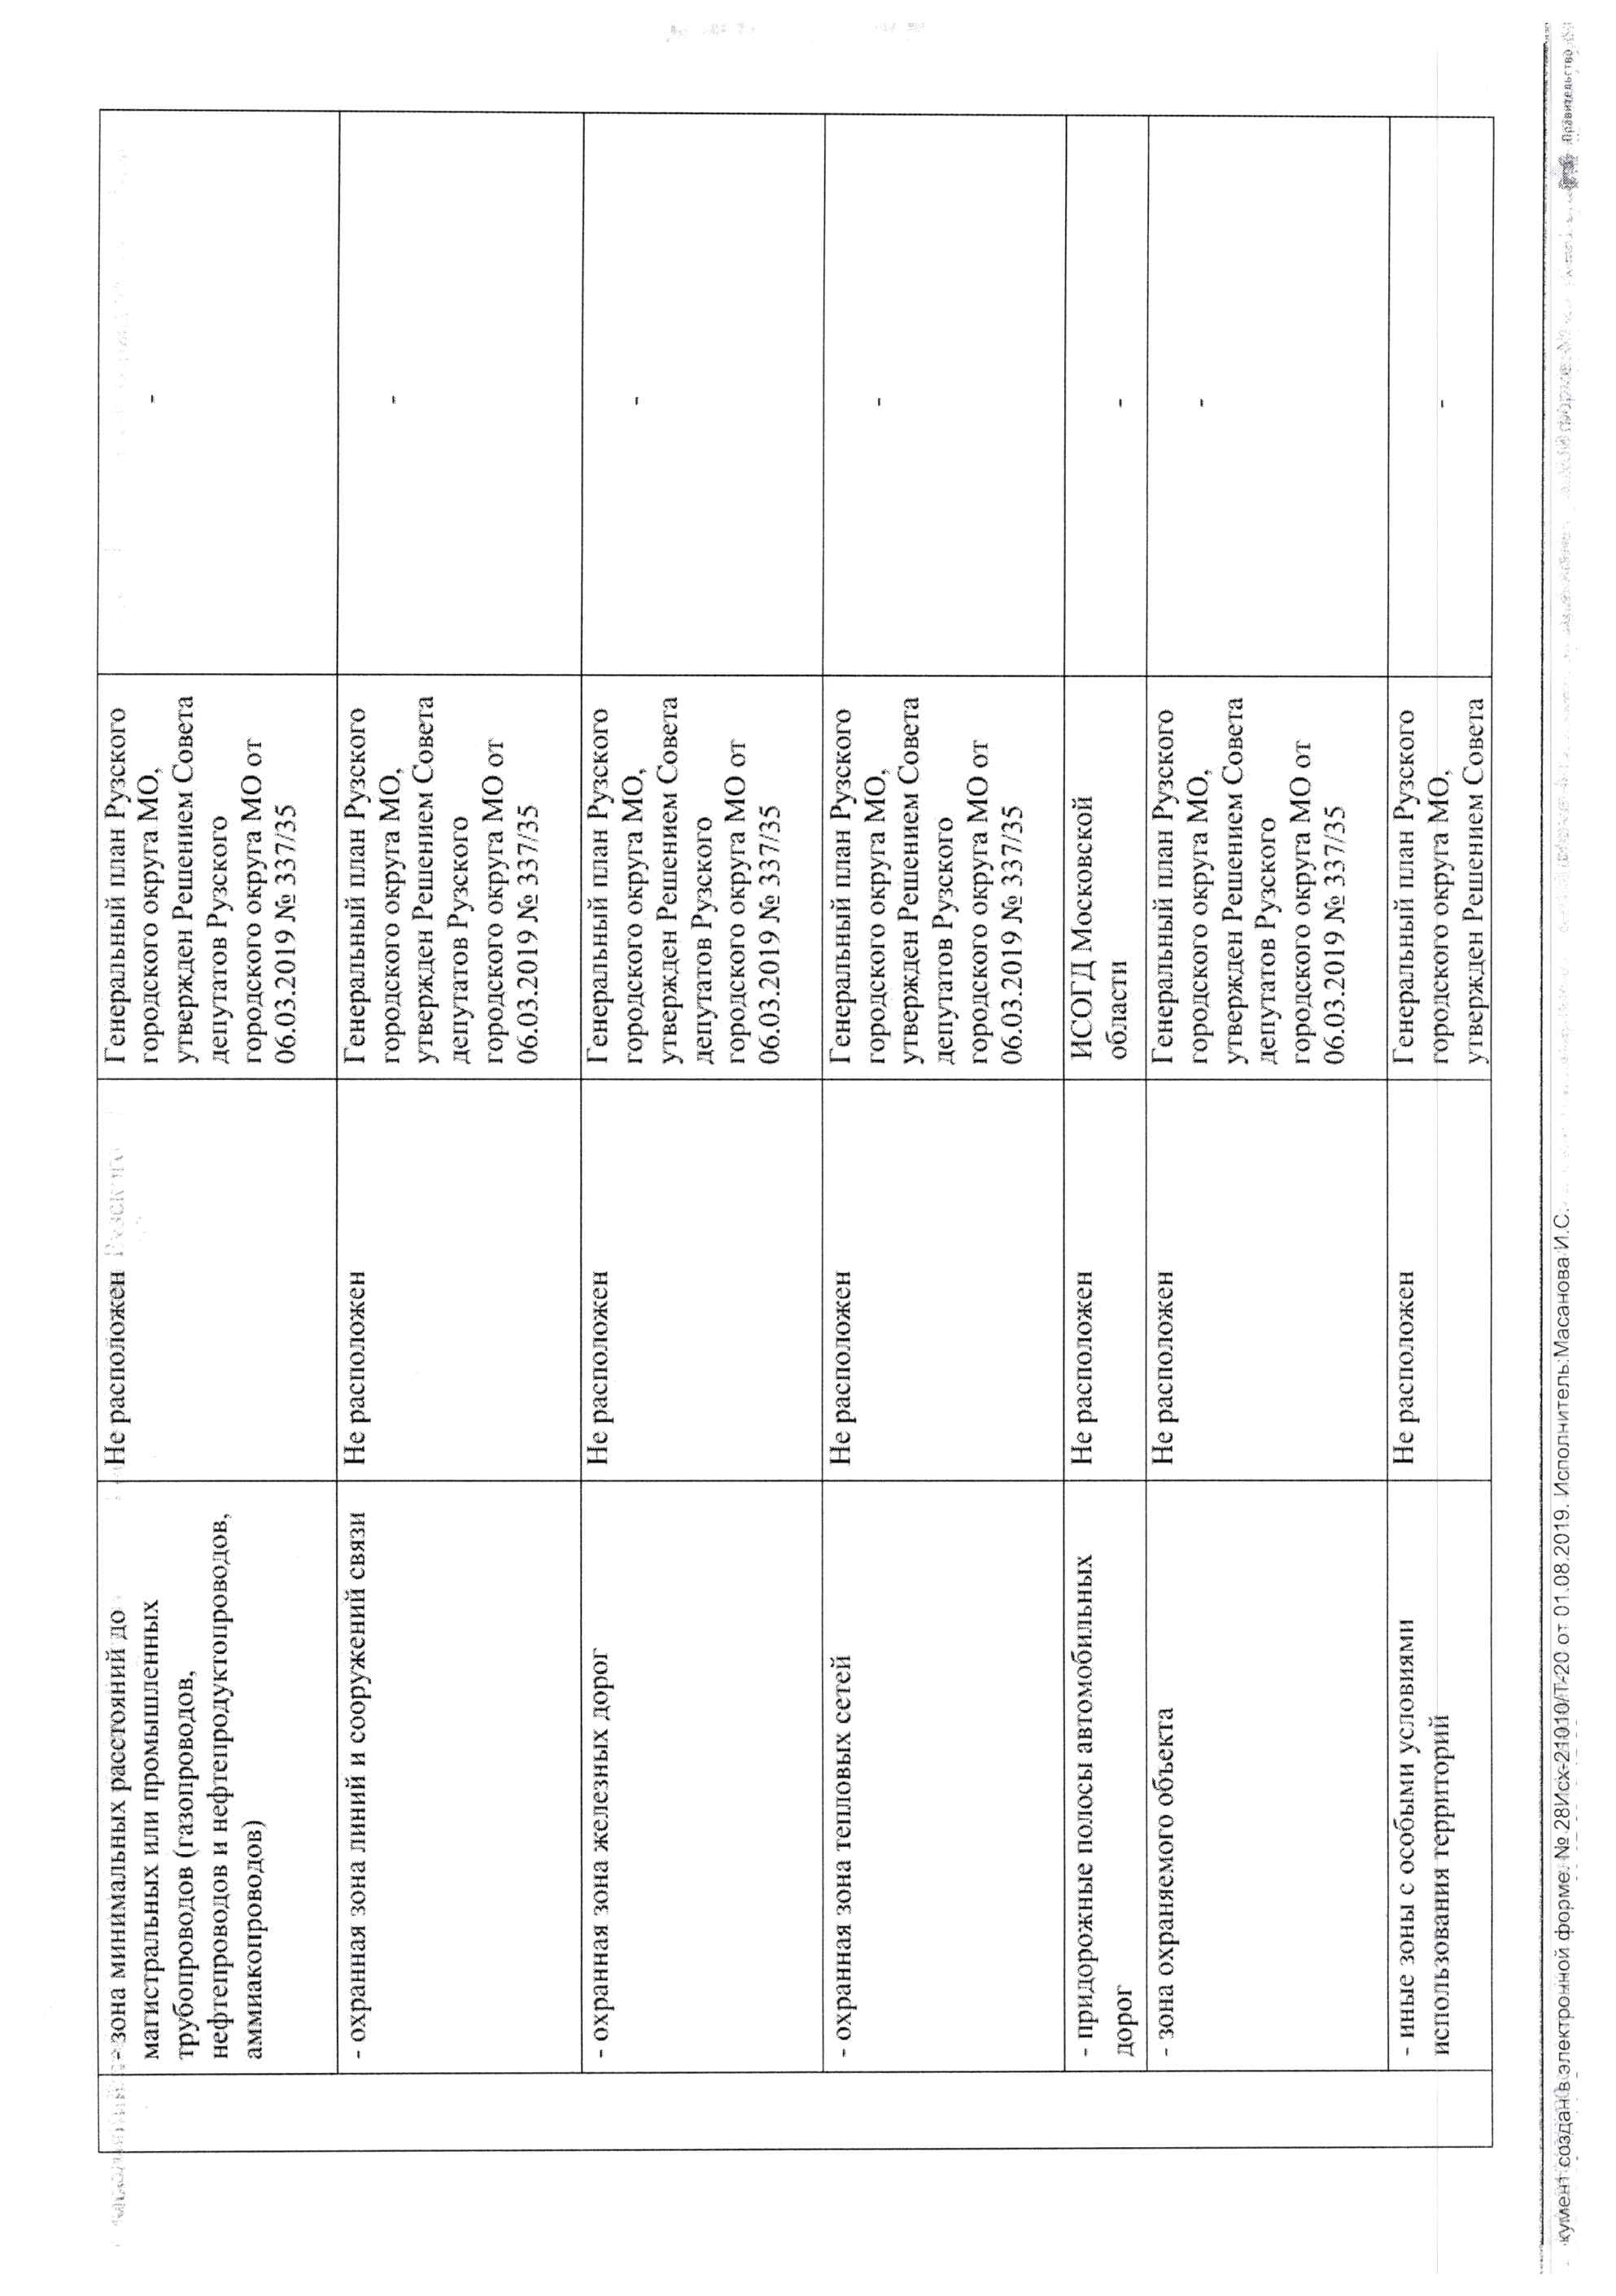 - зона минимальных расстояний до
магистральных или промышленных
трубопроводов (газопроводов,
нефтепроводов и нефтепродуктопроводов,
аммиакопроводов)
Не расположен
Генеральный план Рузского
городского округа МО,
утвержден Решением Совета
депутатов Рузского
городского округа МО от
06.03.2019 № 337/35
-
- охранная зона линий и сооружений связи
Не расположен
Генеральный план Рузского
городского округа МО,
утвержден Решением Совета
депутатов Рузского
городского округа МО от
06.03.2019 № 337/35
-
- охранная зона железных дорог
Не расположен
Генеральный план Рузского
городского округа МО,
утвержден Решением Совета
депутатов Рузского
городского округа МО от
06.03.2019 № 337/35
-
- охранная зона тепловых сетей
Не расположен
Генеральный план Рузского
городского округа МО,
утвержден Решением Совета
депутатов Рузского
городского округа МО от
06.03.2019 № 337/35
-
- придорожные полосы автомобильных
дорог
Не расположен
ИСОГД Московской
области
-
- зона охраняемого объекта
Не расположен
Генеральный план Рузского
городского округа МО,
утвержден Решением Совета
депутатов Рузского
городского округа МО от
06.03.2019 № 337/35
-
- иные зоны с особыми условиями
использования территорий
Не расположен
Генеральный план Рузского
городского округа МО,
утвержден Решением Совета
-
кумент создан в электронной форме. № 28Исх-21010/Т-20 от 01.08.2019. Исполнитель:Масанова И.С.
Правительство